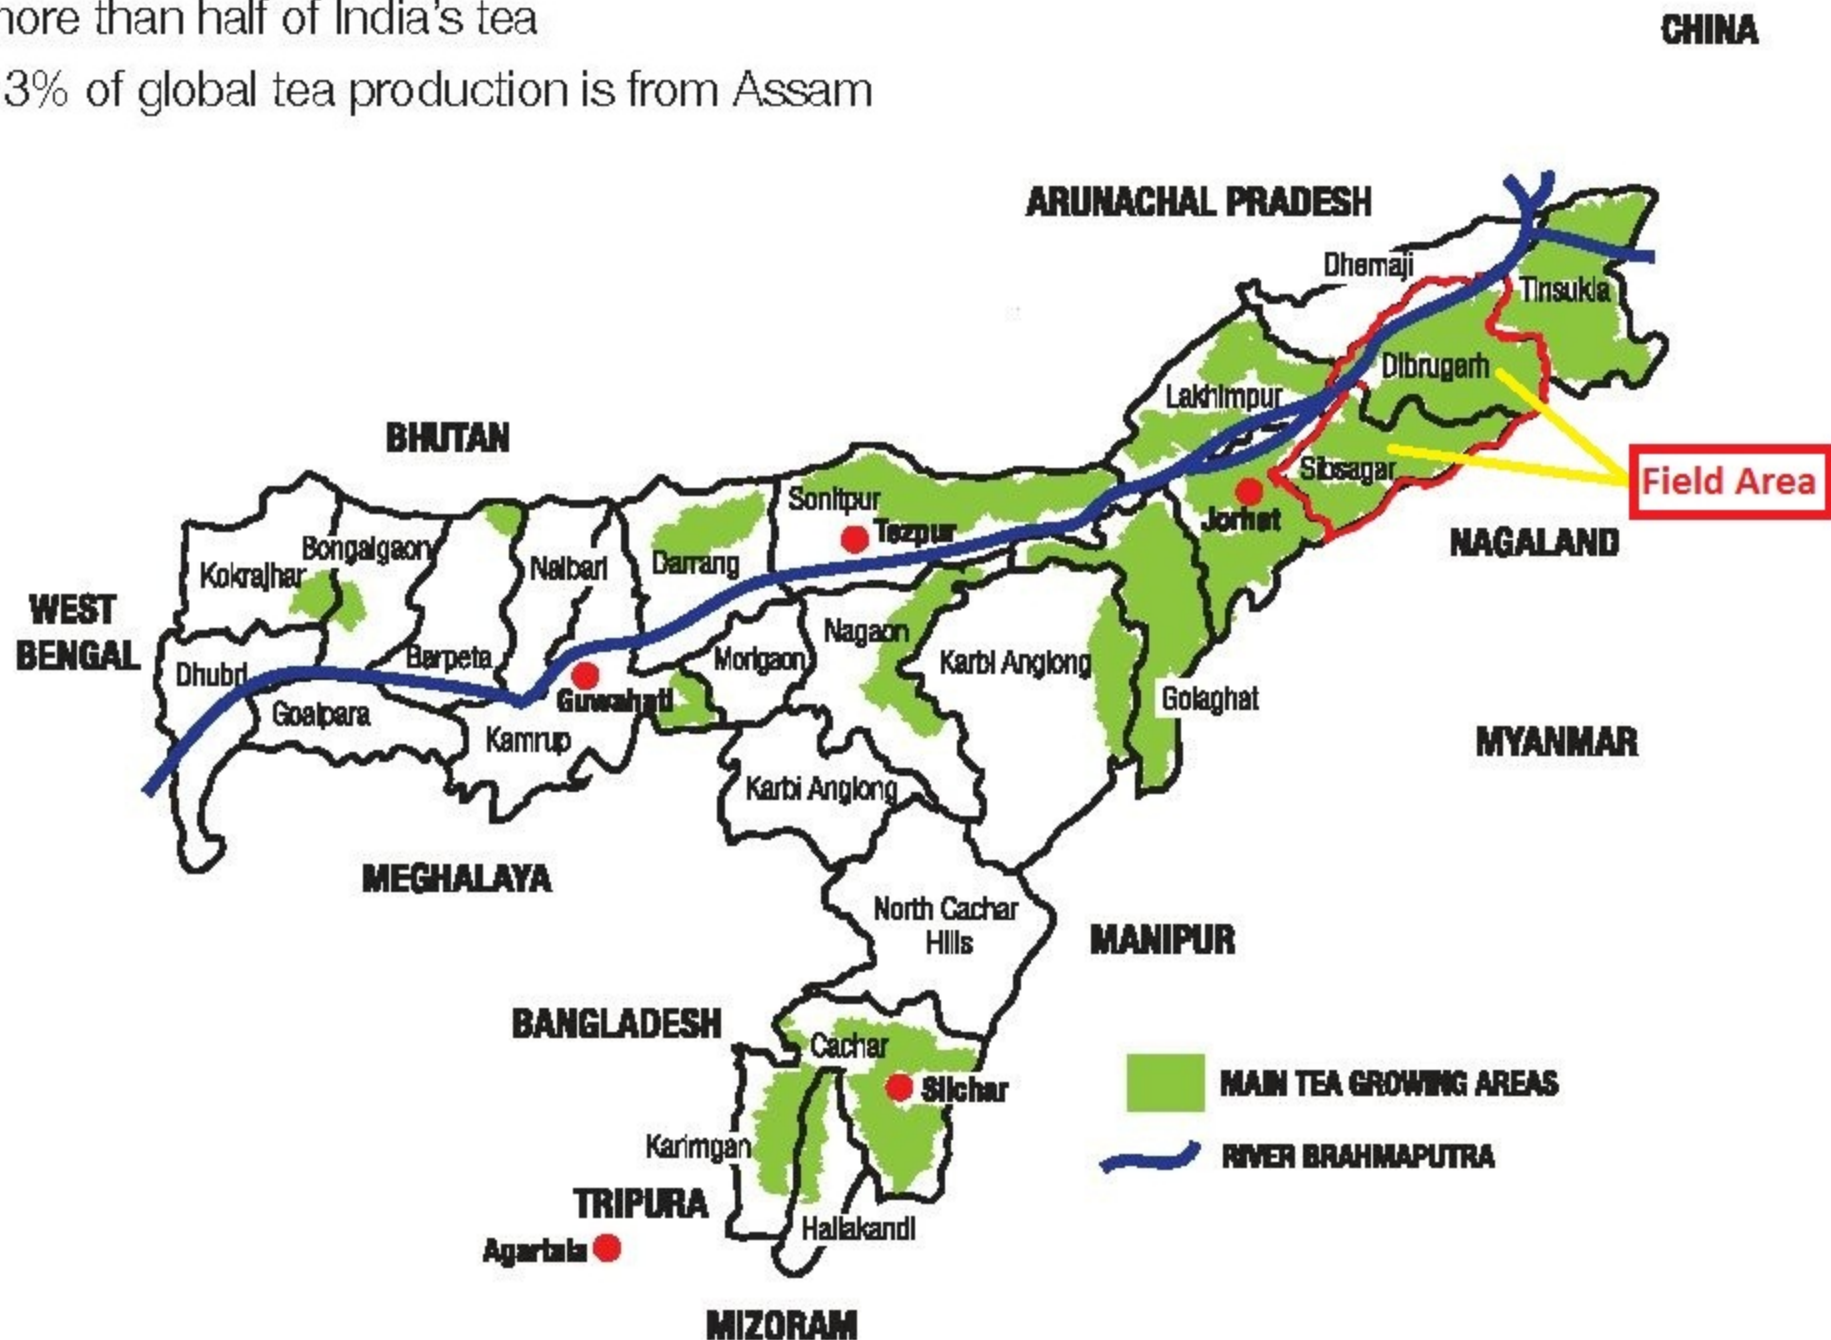 more than half of India's tea
3% of global tea production is from Assam
CHINA
ARUNACHAL PRADESH
Dhemaji
Tinsukia
Dibrugarh
Lakhimpur
BHUTAN
Sibsagar
Field Area
Sonitpur
Tezpur
Jorhat
NAGALAND
Bongaigaon
Kokrajhar
Nalbari
Darrang
WEST
BENGAL
Nagaon
Dhubri
Barpeta
Morigaon
Karbi Anglong
Guwahati
Golaghat
Goalpara
Kamrup
MYANMAR
Karbi Anglong
MEGHALAYA
North Cachar
Hills
MANIPUR
BANGLADESH
Cachar
Silchar
MAIN TEA GROWING AREAS
Karimgan
RIVER BRAHMAPUTRA
TRIPURA
Hailakandi
Agartala
MIZORAM